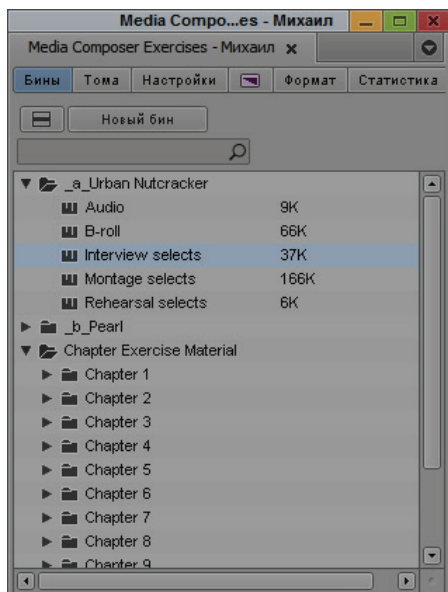 Media Compo...es - Михаил
Media Composer Exercises - Михаил
Бины Тома Настройки Формат Статистика
Новый бин
_a_Urban Nutcracker
Audio 9K
B-roll 66K
Interview selects 37K
Montage selects 166K
Rehearsal selects 6K
_b_Pearl
Chapter Exercise Material
Chapter 1
Chapter 2
Chapter 3
Chapter 4
Chapter 5
Chapter 6
Chapter 7
Chapter 8
Chapter 9